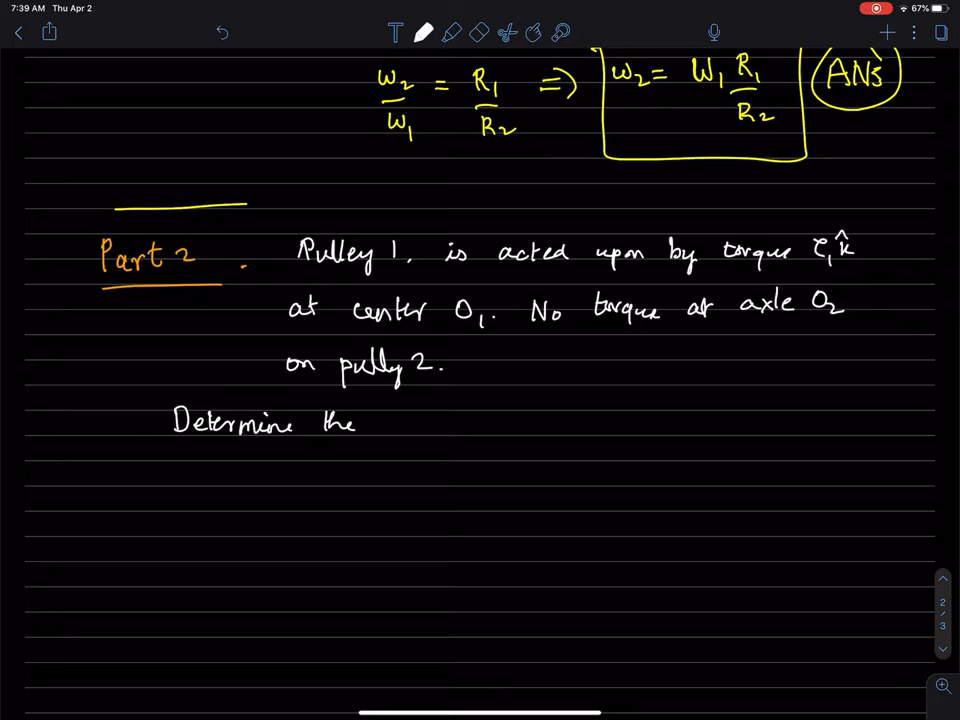 7:39 AM Thu Apr 2
67%
ω2/ω1 = R1/R2 => ω2 = ω1 R1/R2 ANS
Part 2 . Pulley 1, is acted upon by torque τ1 k̂
at center O1. No torque at axle O2
on pully 2.
Determine the
2
/
3